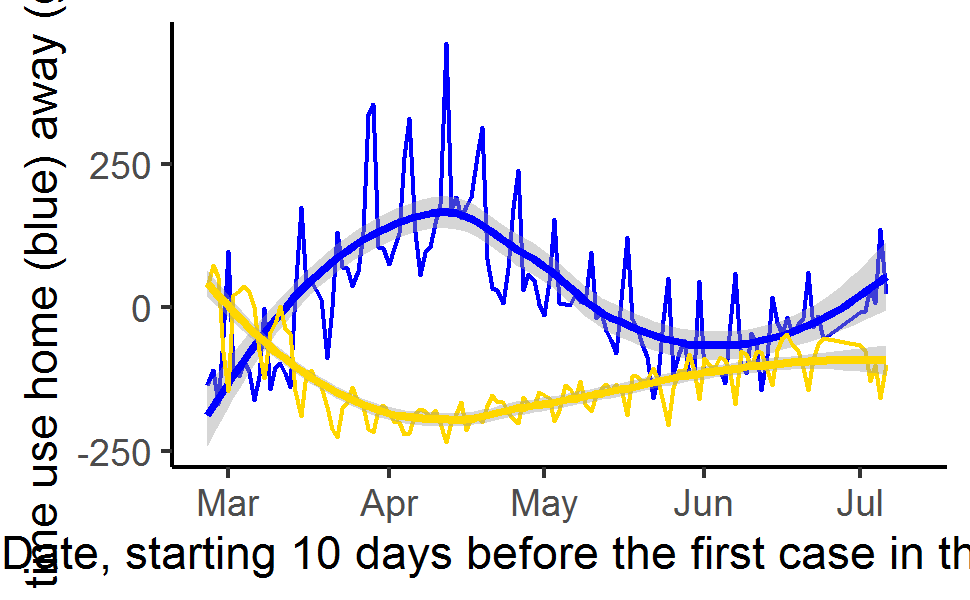 time use home (blue) away (g
250
0
-250
Mar Apr May Jun Jul
Date, starting 10 days before the first case in th